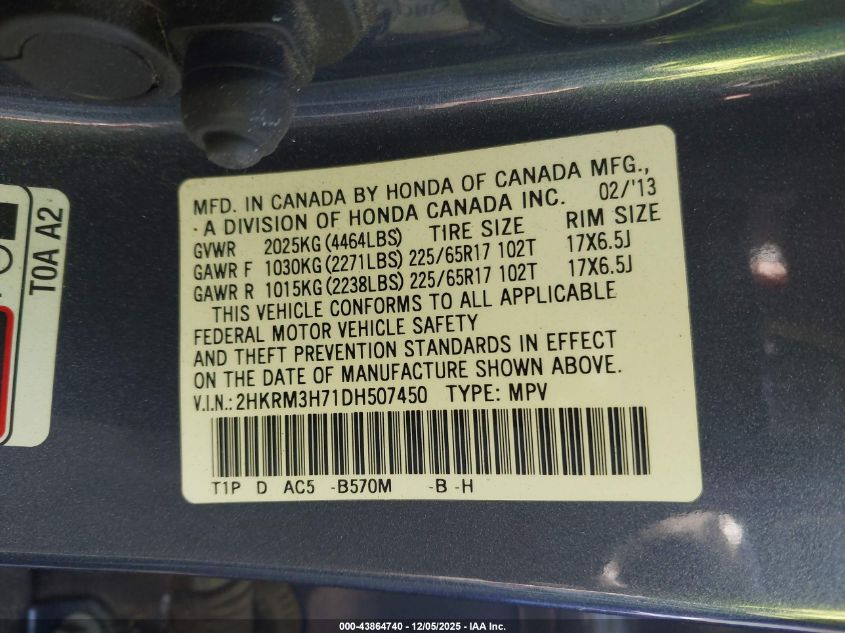 MFD. IN CANADA BY HONDA OF CANADA MFG.,
·A DIVISION OF HONDA CANADA INC. 02/'13
GVWR 2025KG(4464LBS) TIRE SIZE RIM SIZE
GAWR F 1030KG(2271LBS) 225/65R17 102T 17X6.5J
GAWR R 1015KG(2238LBS) 225/65R17 102T 17X6.5J
THIS VEHICLE CONFORMS TO ALL APPLICABLE
FEDERAL MOTOR VEHICLE SAFETY
AND THEFT PREVENTION STANDARDS IN EFFECT
ON THE DATE OF MANUFACTURE SHOWN ABOVE.
V.I.N.:2HKRM3H71DH507450 TYPE: MPV
T1P D AC5 -B570M -B -H
T0A A2
000-43864740 - 12/05/2025 - IAA Inc.